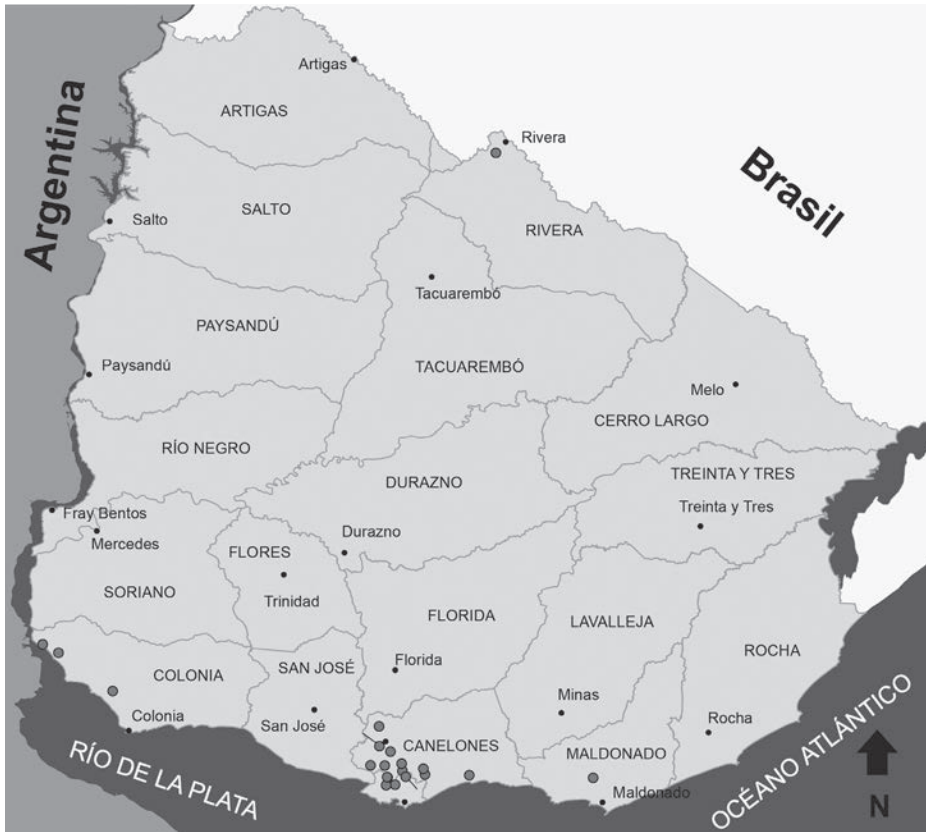 Artigas
ARTIGAS
Argentina
Rivera
Brasil
SALTO
Salto
RIVERA
Tacuarembó
PAYSANDÚ
Paysandú
TACUAREMBÓ
Melo
CERRO LARGO
RÍO NEGRO
TREINTA Y TRES
DURAZNO
Treinta y Tres
Fray Bentos
Mercedes
Durazno
FLORES
SORIANO
Trinidad
FLORIDA
LAVALLEJA
ROCHA
SAN JOSÉ
COLONIA
Florida
Minas
Colonia
San José
Rocha
CANELONES
MALDONADO
Maldonado
RÍO DE LA PLATA
OCÉANO ATLÁNTICO
N